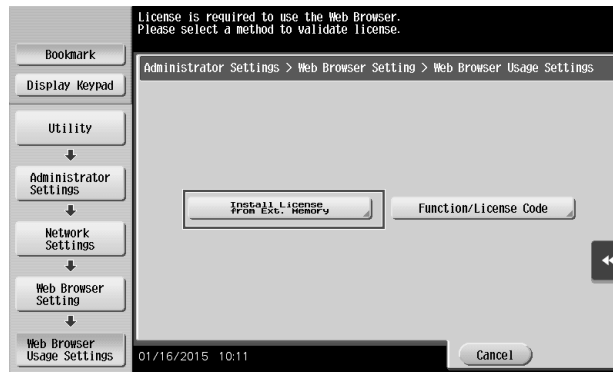 License is required to use the Web Browser.
Please select a method to validate license.
Bookmark
Display Keypad
Administrator Settings > Web Browser Setting > Web Browser Usage Settings
Utility
Administrator
Settings
Network
Settings
Web Browser
Setting
Web Browser
Usage Settings
Install License
from Ext. Memory
Function/License Code
01/16/2015 10:11
Cancel